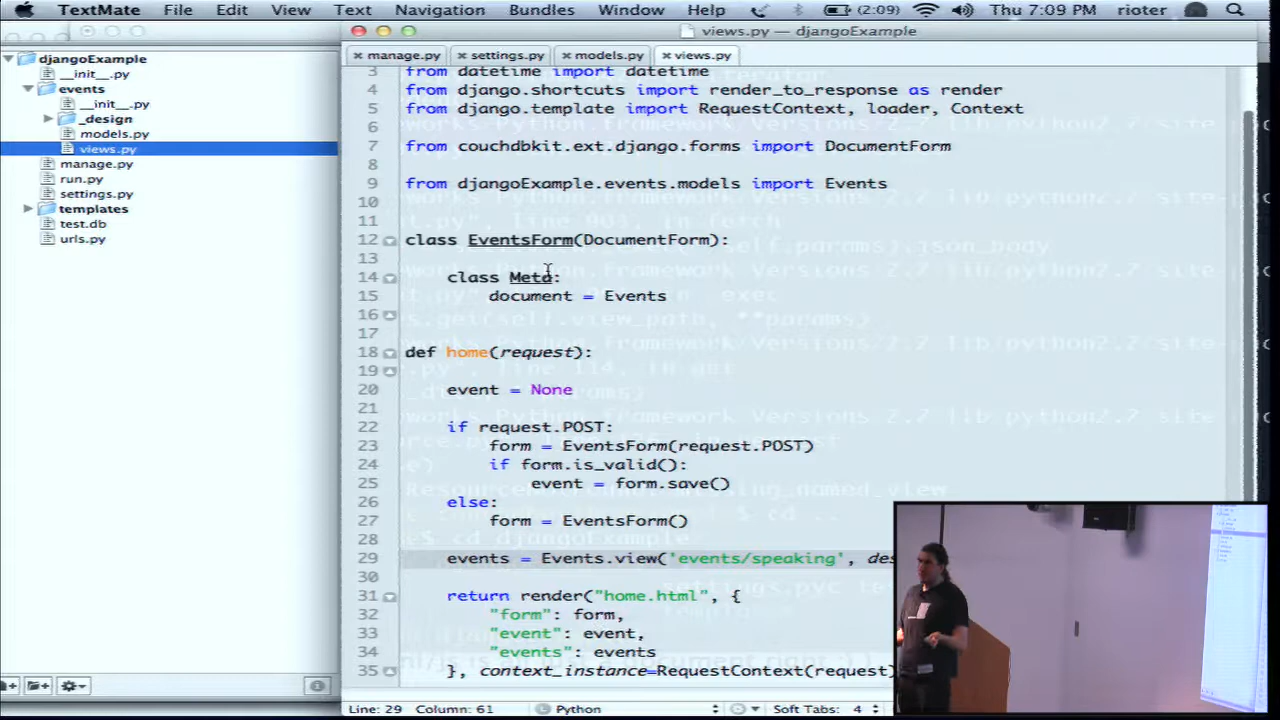 TextMate File Edit View Text Navigation Bundles Window Help (2:09) Thu 7:09 PM rioter
views.py — djangoExample
manage.py settings.py models.py views.py
djangoExample
__init__.py
events
__init__.py
_design
models.py
views.py
manage.py
run.py
settings.py
templates
test.db
urls.py
3 from datetime import datetime
4 from django.shortcuts import render_to_response as render
5 from django.template import RequestContext, loader, Context
6
7 from couchdbkit.ext.django.forms import DocumentForm
8
9 from djangoExample.events.models import Events
10
11
12 class EventsForm(DocumentForm):
13
14 class Meta:
15 document = Events
16
17
18 def home(request):
19
20 event = None
21
22 if request.POST:
23 form = EventsForm(request.POST)
24 if form.is_valid():
25 event = form.save()
26 else:
27 form = EventsForm()
28
29 events = Events.view('events/speaking', des
30
31 return render("home.html", {
32 "form": form,
33 "event": event,
34 "events": events
35 }, context_instance=RequestContext(request)
Line: 29 Column: 61 Python Soft Tabs: 4